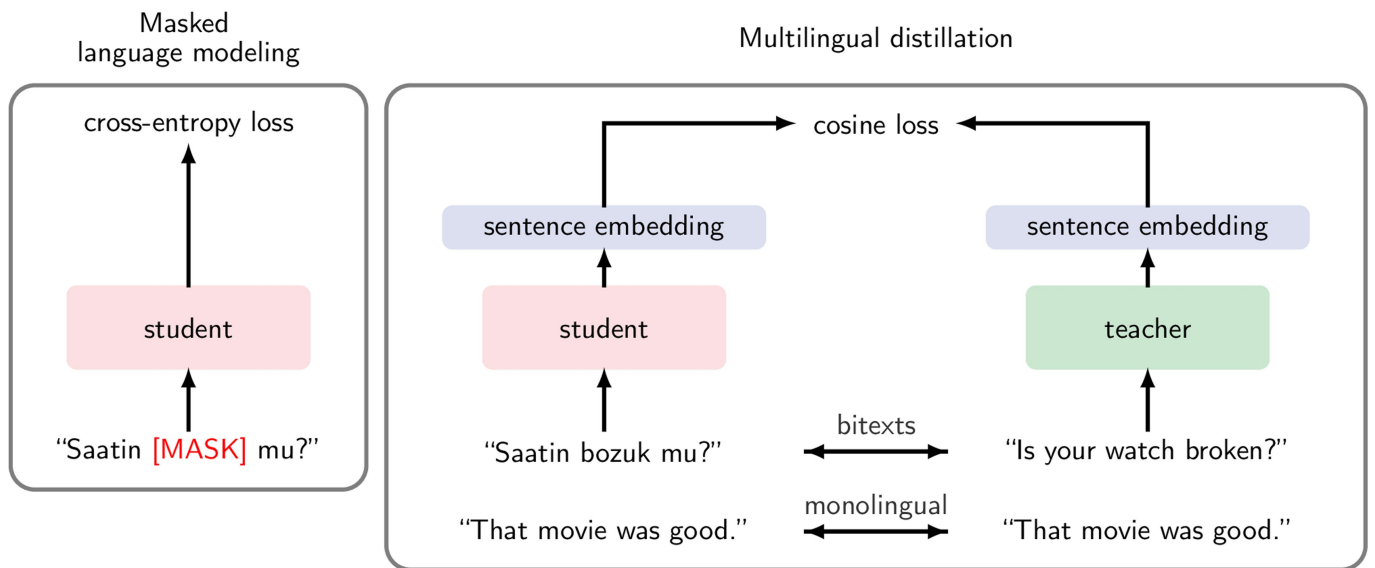 Masked
language modeling
cross-entropy loss
student
“Saatin [MASK] mu?”
Multilingual distillation
cosine loss
sentence embedding
sentence embedding
student
teacher
“Saatin bozuk mu?”
bitexts
“Is your watch broken?”
“That movie was good.”
monolingual
“That movie was good.”